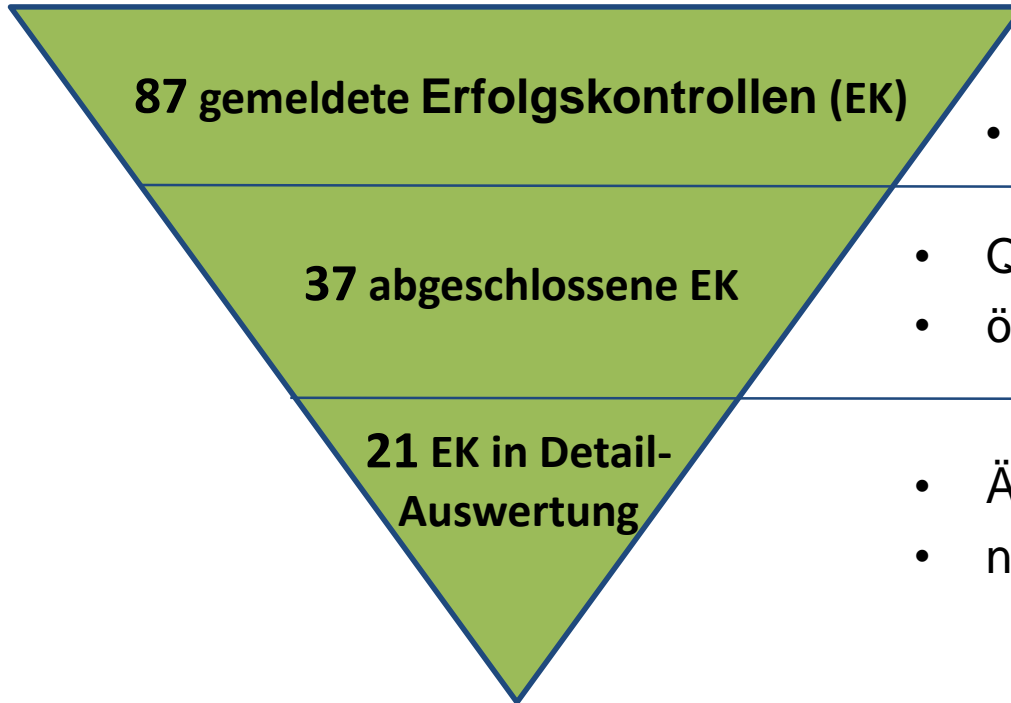 87 gemeldete Erfolgskontrollen (EK)
•
37 abgeschlossene EK
• Q
• ö
21 EK in Detail-
Auswertung
• Ä
• n